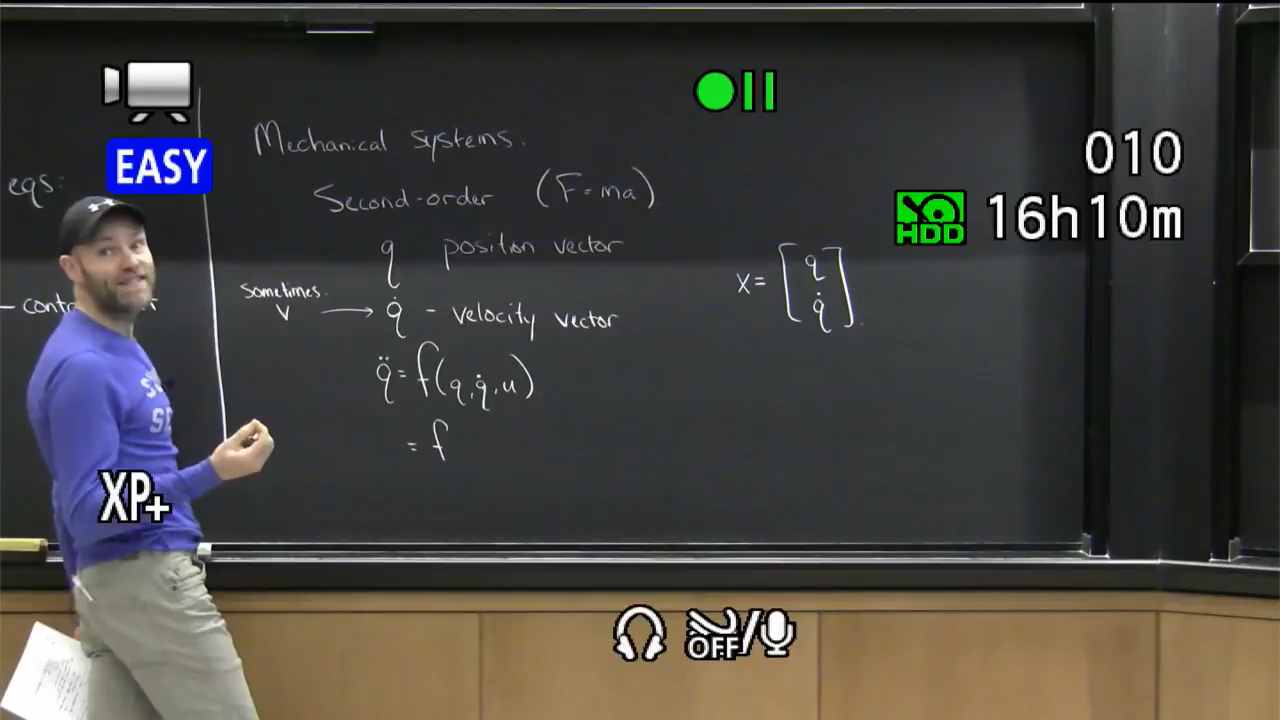 EASY
010
HDD 16h10m
XP+
OFF
eqs:
Mechanical systems.
Second-order (F=ma)
q position vector
Sometimes
v → q̇ - velocity vector
q̈ = f(q, q̇, u)
= f
x = [ q
q̇ ].